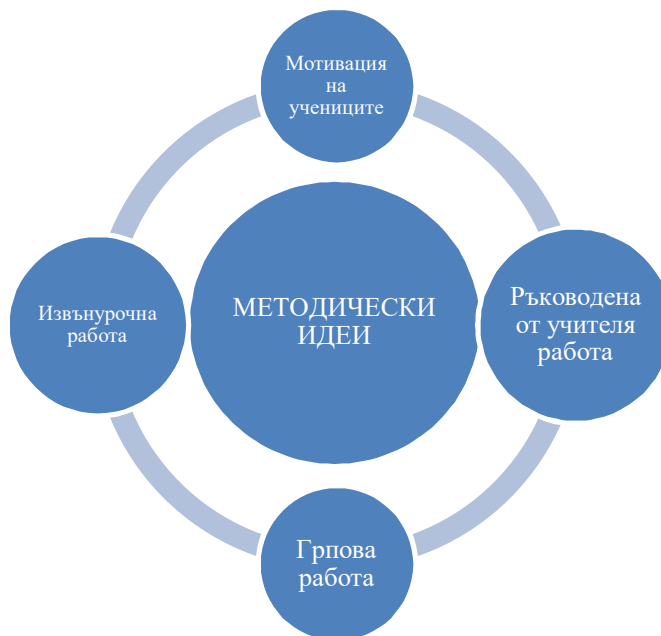 Мотивация
на
учениците
МЕТОДИЧЕСКИ
ИДЕИ
Ръководена
от учителя
работа
Грпова
работа
Извънурочна
работа